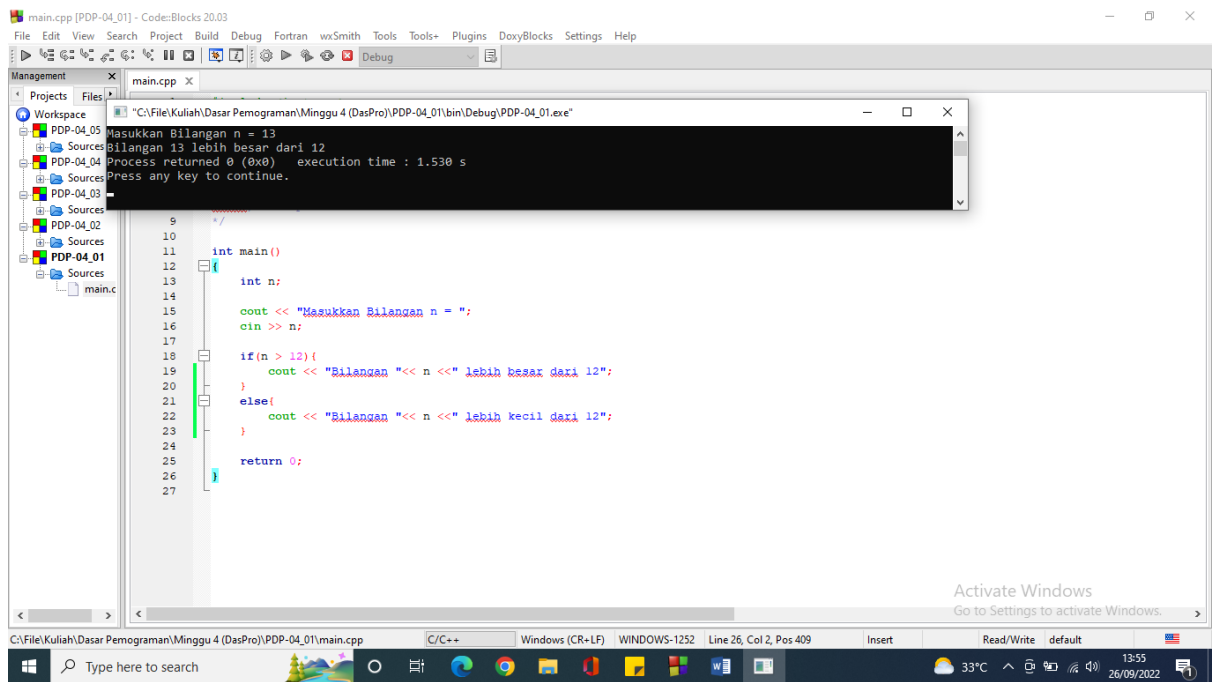 main.cpp [PDP-04_01] - Code::Blocks 20.03
File Edit View Search Project Build Debug Fortran wxSmith Tools Tools+ Plugins DoxyBlocks Settings Help
Debug
Management
main.cpp
Projects Files
Workspace
PDP-04_05
Sources
PDP-04_04
Sources
PDP-04_03
Sources
PDP-04_02
Sources
PDP-04_01
Sources
main.c
"C:\File\Kuliah\Dasar Pemograman\Minggu 4 (DasPro)\PDP-04_01\bin\Debug\PDP-04_01.exe"
Masukkan Bilangan n = 13
Bilangan 13 lebih besar dari 12
Process returned 0 (0x0) execution time : 1.530 s
Press any key to continue.
9 */
10
11 int main()
12 {
13 int n;
14
15 cout << "Masukkan Bilangan n = ";
16 cin >> n;
17
18 if(n > 12){
19 cout << "Bilangan "<< n <<" lebih besar dari 12";
20 }
21 else{
22 cout << "Bilangan "<< n <<" lebih kecil dari 12";
23 }
24
25 return 0;
26 }
27
Activate Windows
Go to Settings to activate Windows.
C:\File\Kuliah\Dasar Pemograman\Minggu 4 (DasPro)\PDP-04_01\main.cpp C/C++ Windows (CR+LF) WINDOWS-1252 Line 26, Col 2, Pos 409 Insert Read/Write default
Type here to search
33°C
13:55
26/09/2022